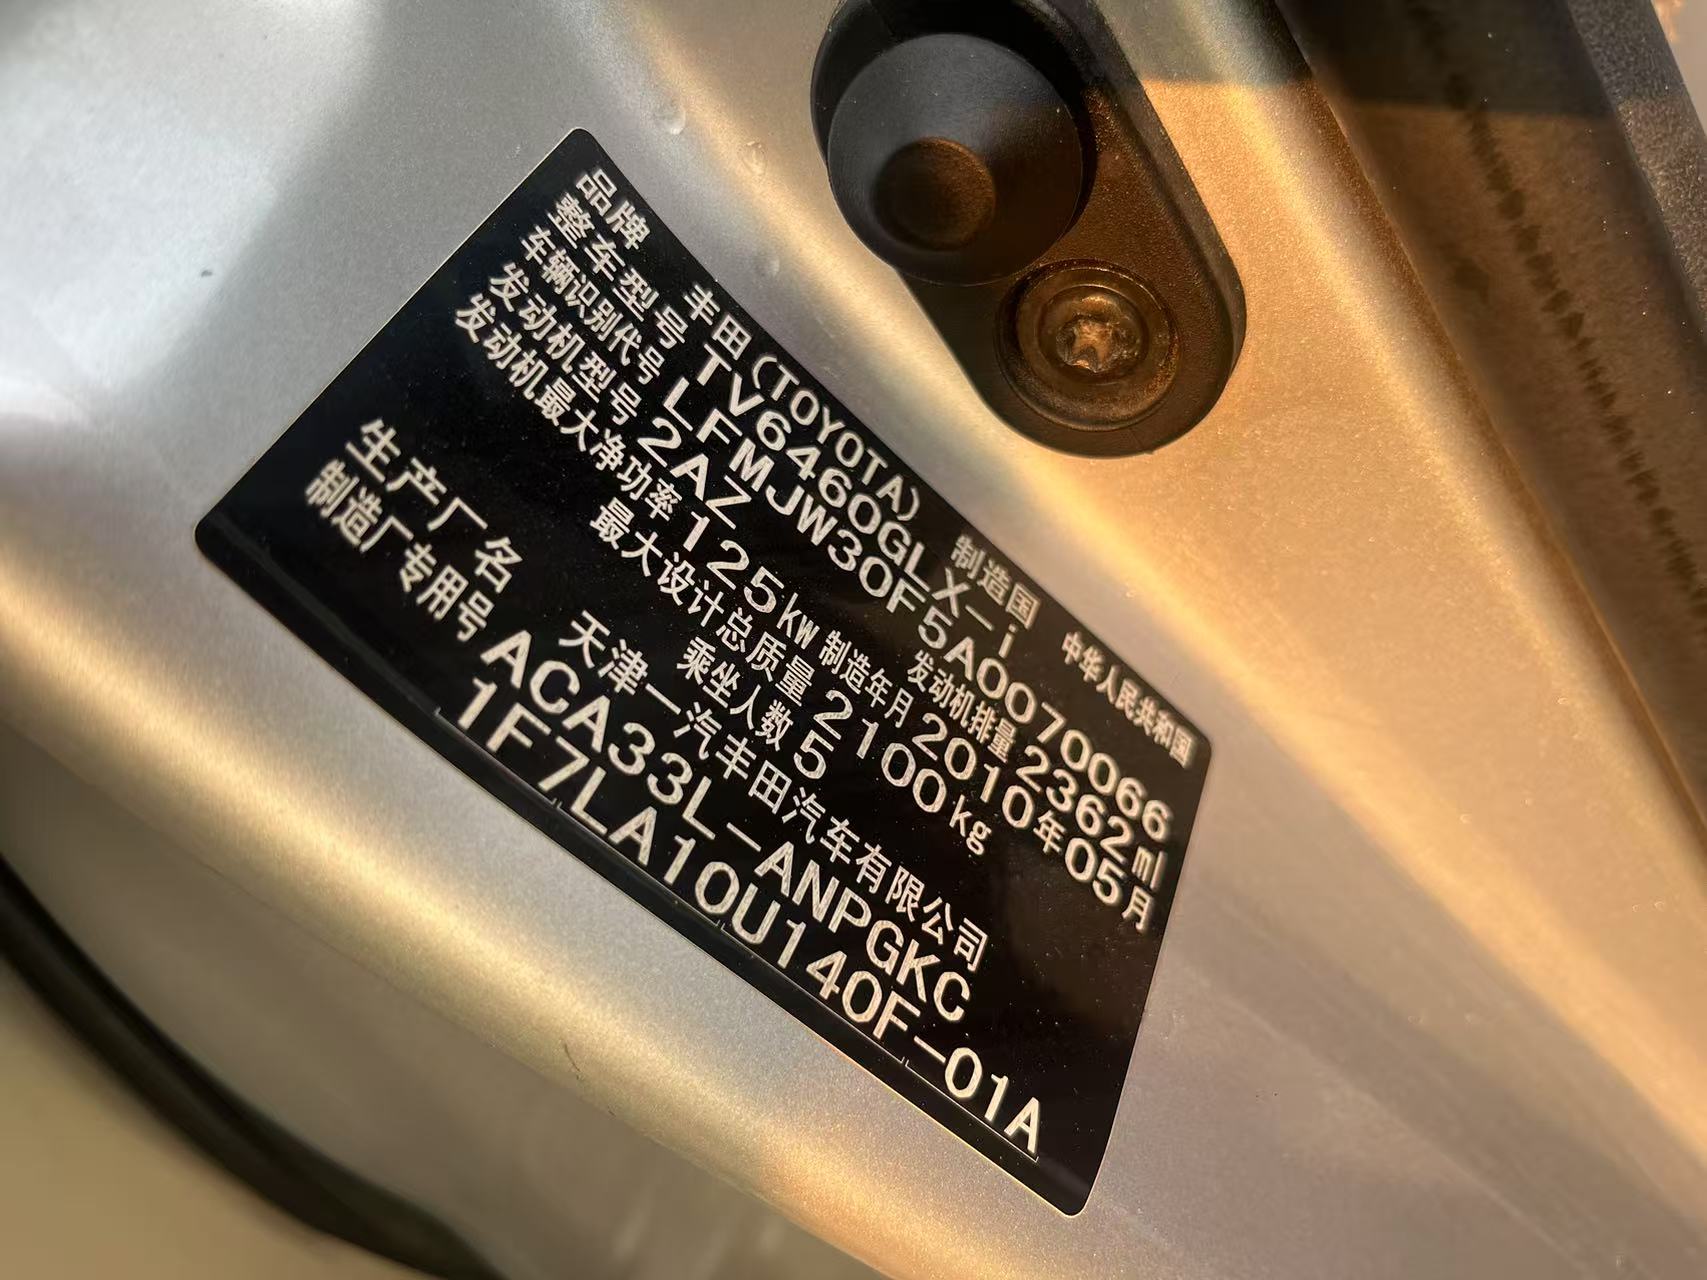 品牌 丰田(TOYOTA) 制造国 中华人民共和国
整车型号 TV6460GLX-i
车辆识别代号 LFMJW30F5A0070066
发动机型号 2AZ 发动机排量 2362ml
发动机最大净功率 125kW 制造年月 2010年05月
最大设计总质量 2100kg
乘坐人数 5
生产厂名 天津一汽丰田汽车有限公司
制造厂专用号 ACA33L-ANPGKC
1F7LA10U140F-01A